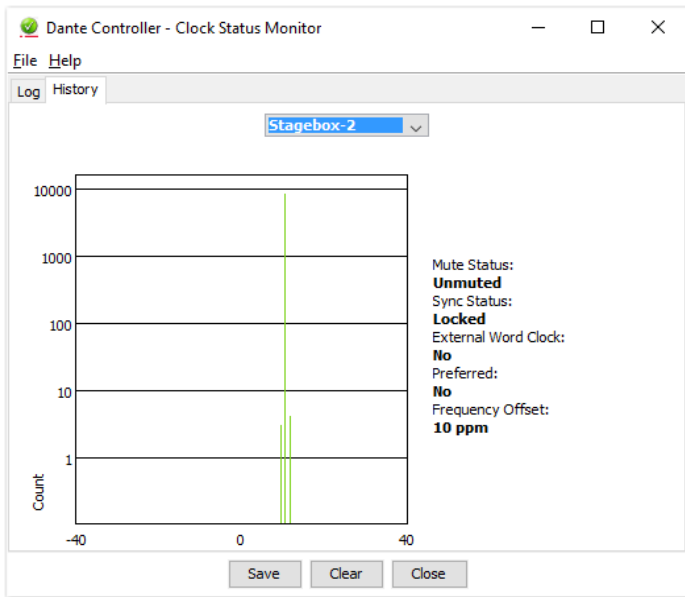 Dante Controller - Clock Status Monitor
File Help
Log History
Stagebox-2
10000
1000
100
10
1
Count
-40 0 40
Mute Status:
Unmuted
Sync Status:
Locked
External Word Clock:
No
Preferred:
No
Frequency Offset:
10 ppm
Save Clear Close